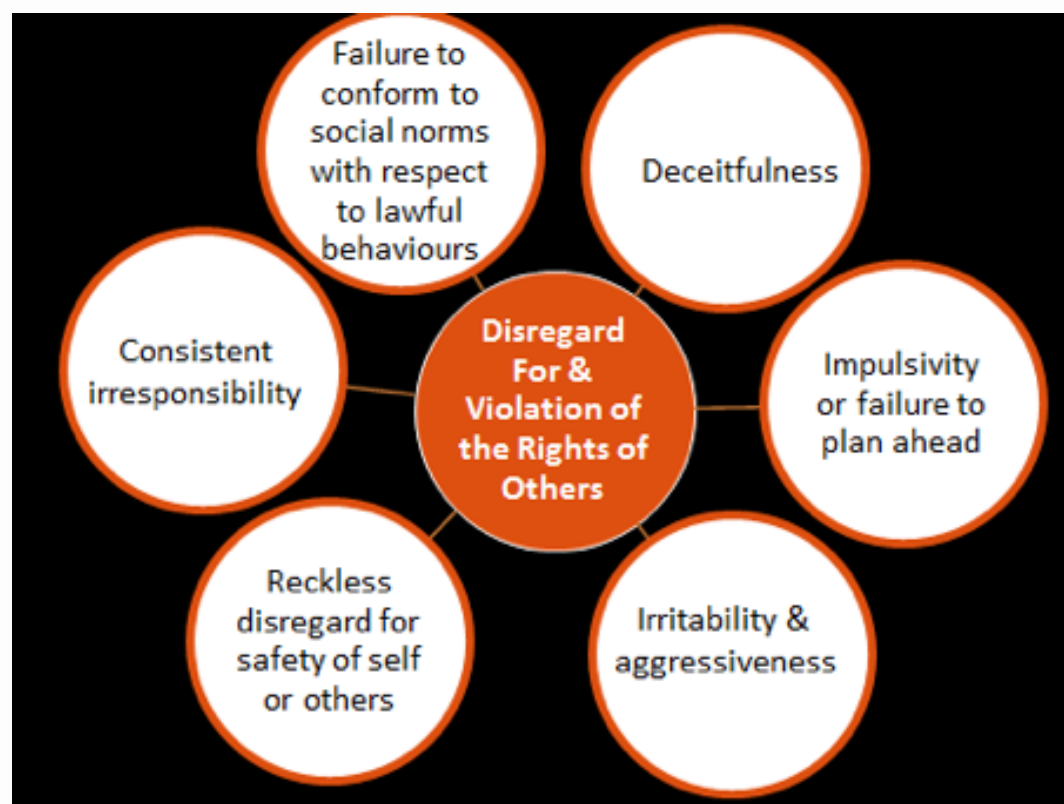 Failure to
conform to
social norms
with respect
to lawful
behaviours
Deceitfulness
Disregard
For &
Violation of
the Rights of
Others
Consistent
irresponsibility
Impulsivity
or failure to
plan ahead
Reckless
disregard for
safety of self
or others
Irritability &
aggressiveness